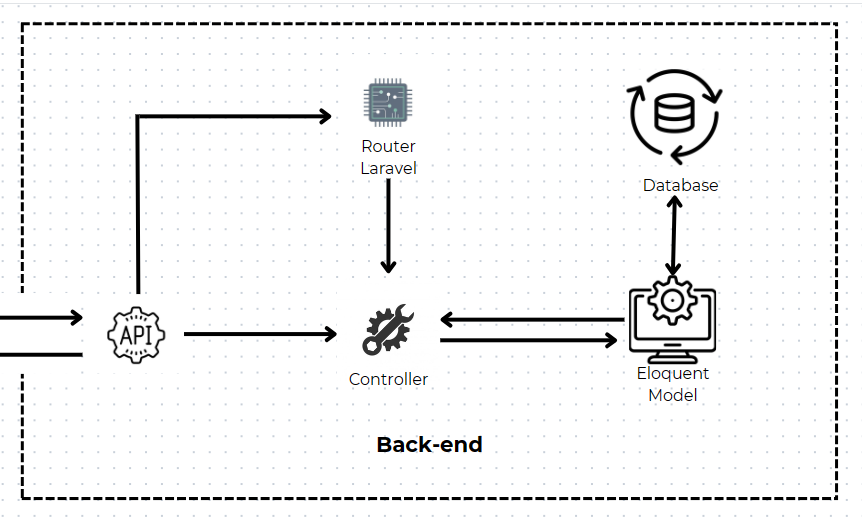 Router
Laravel
Database
API
Controller
Eloquent
Model
Back-end